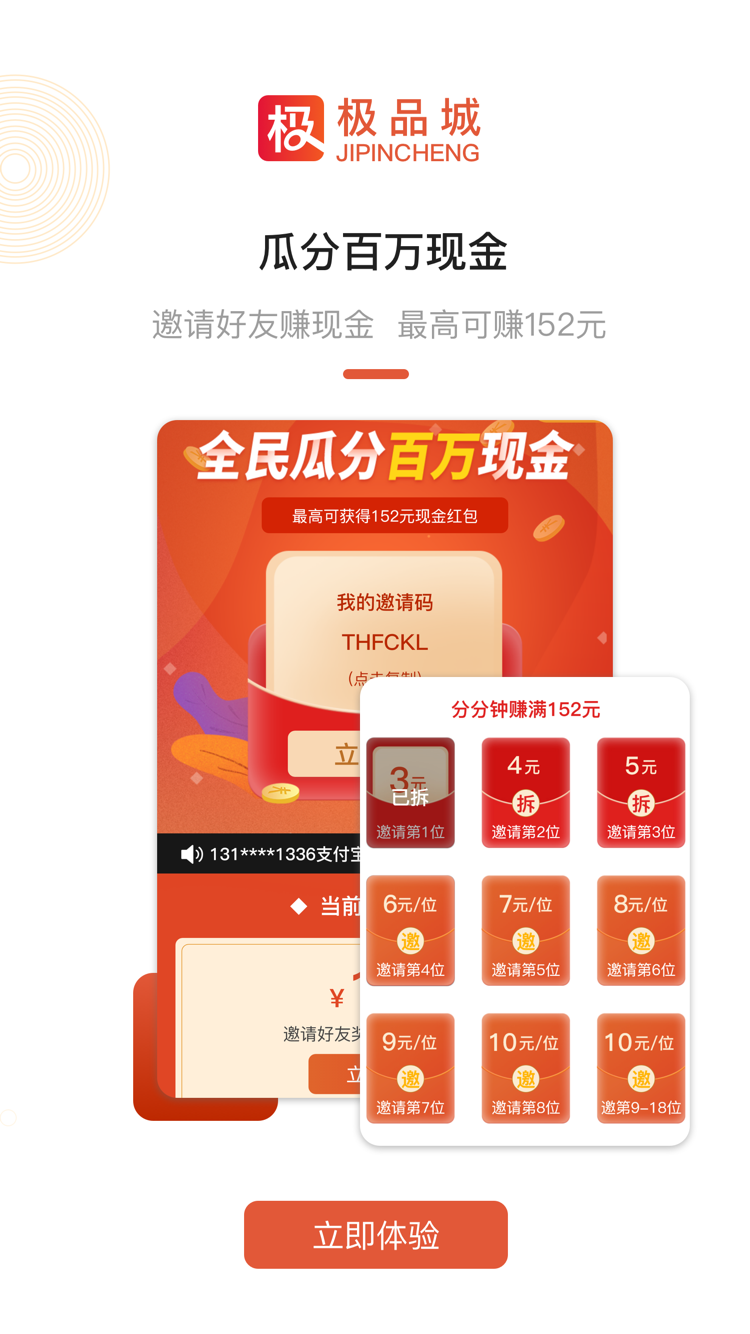 极
极品城
JIPINCHENG
瓜分百万现金
邀请好友赚现金 最高可赚152元
全民瓜分百万现金
最高可获得152元现金红包
我的邀请码
THFCKL
(点击复制)
立
131****1336支付宝
当前
¥
邀请好友奖
立
分分钟赚满152元
3元 4元 5元
已拆 拆 拆
邀请第1位 邀请第2位 邀请第3位
6元/位 7元/位 8元/位
邀 邀 邀
邀请第4位 邀请第5位 邀请第6位
9元/位 10元/位 10元/位
邀 邀 邀
邀请第7位 邀请第8位 邀第9-18位
立即体验